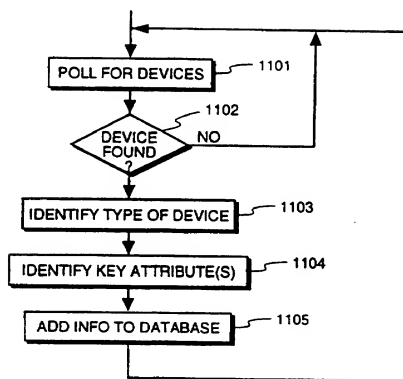 POLL FOR DEVICES
1101
1102
DEVICE
FOUND
?
NO
IDENTIFY TYPE OF DEVICE
1103
IDENTIFY KEY ATTRIBUTE(S)
1104
ADD INFO TO DATABASE
1105